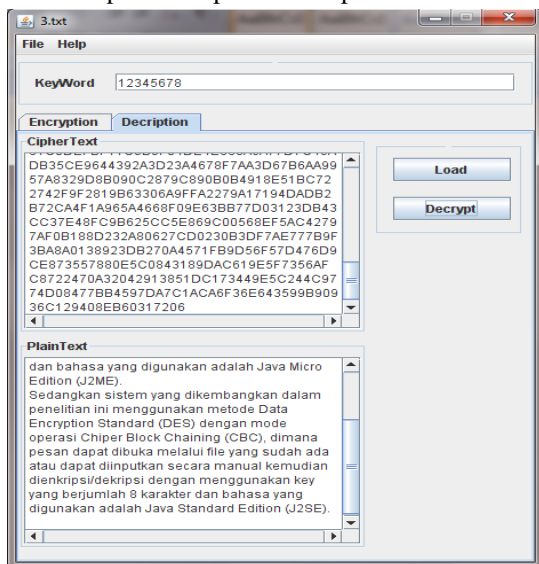 3.txt
File Help
KeyWord 12345678
Encryption Decription
CipherText
DB35CE9644392A3D23A4678F7AA3D67B6AA99
57A8329D8B090C2879C890B0B4918E51BC72
2742F9F2819B63306A9FFA2279A17194DADB2
B72CA4F1A965A4668F09E63BB77D03123DB43
CC37E48FC9B625CC5E869C00568EF5AC4279
7AF0B188D232A80627CD0230B3DF7AE777B9F
3BA8A0138923DB270A4571FB9D56F57D476D9
CE873557880E5C0843189DAC619E5F7356AF
C8722470A32042913851DC173449E5C244C97
74D08477BB4597DA7C1ACA6F36E643599B909
36C129408EB60317206
Load
Decrypt
PlainText
dan bahasa yang digunakan adalah Java Micro
Edition (J2ME).
Sedangkan sistem yang dikembangkan dalam
penelitian ini menggunakan metode Data
Encryption Standard (DES) dengan mode
operasi Chiper Block Chaining (CBC), dimana
pesan dapat dibuka melalui file yang sudah ada
atau dapat diinputkan secara manual kemudian
dienkripsi/dekripsi dengan menggunakan key
yang berjumlah 8 karakter dan bahasa yang
digunakan adalah Java Standard Edition (J2SE).